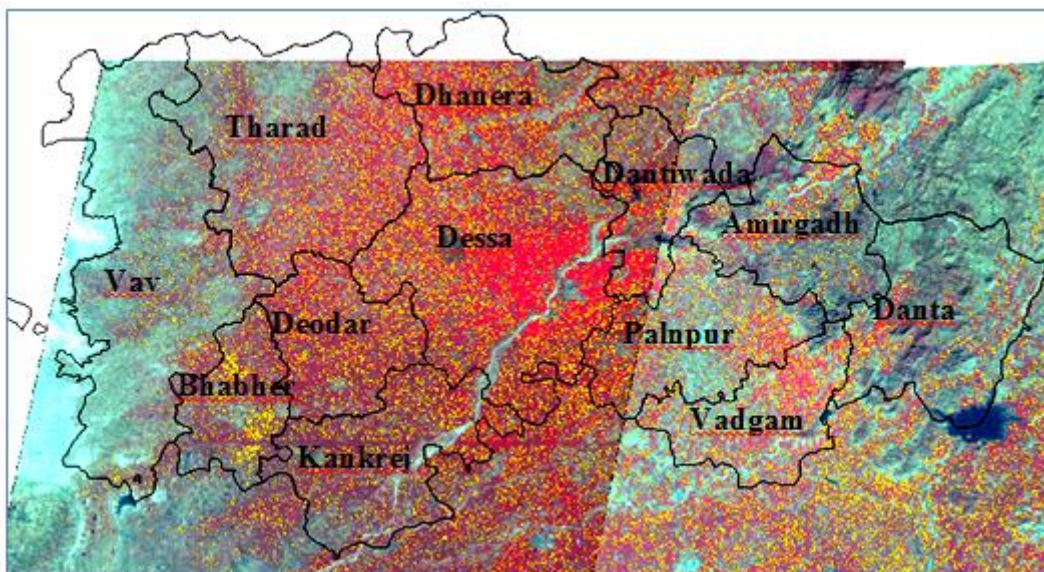 Dhanera
Tharad
Dantiwada
Dessa
Amirgadh
Vav
Danta
Deodar
Palnpur
Bhabher
Vadgam
Kankrej